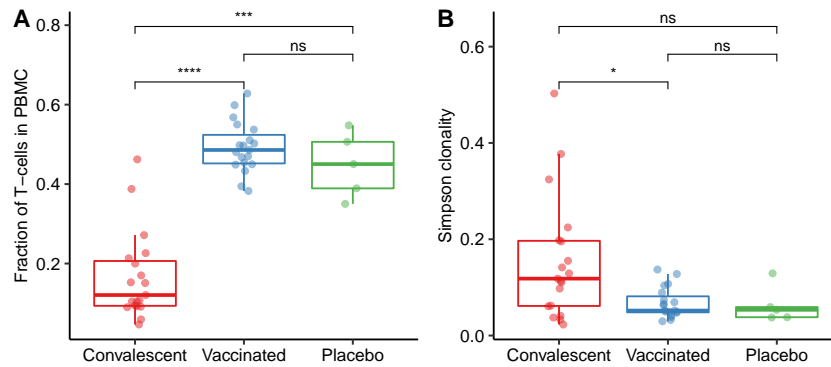 A
Fraction of T−cells in PBMC
0.8
0.6
0.4
0.2
***
ns
****
Convalescent Vaccinated Placebo
B
Simpson clonality
0.6
0.4
0.2
0.0
ns
ns
*
Convalescent Vaccinated Placebo